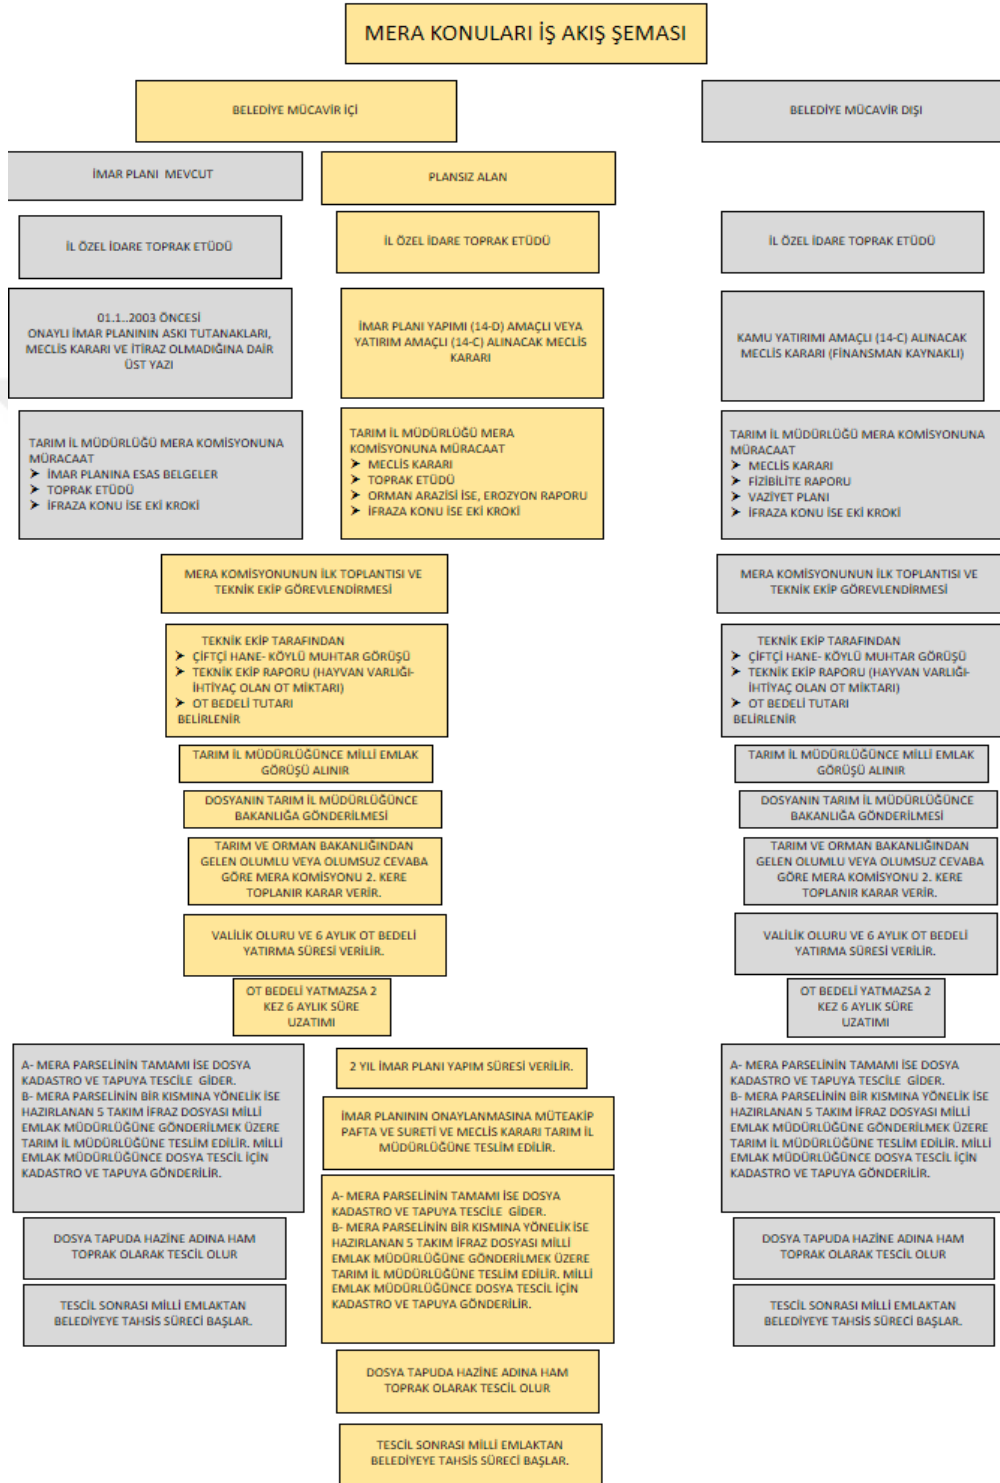 MERA KONULARI İŞ AKIŞ ŞEMASI
BELEDİYE MÜCAVİR İÇİ
BELEDİYE MÜCAVİR DIŞI
İMAR PLANI MEVCUT
PLANSIZ ALAN
İL ÖZEL İDARE TOPRAK ETÜDÜ
İL ÖZEL İDARE TOPRAK ETÜDÜ
İL ÖZEL İDARE TOPRAK ETÜDÜ
01.1..2003 ÖNCESİ
ONAYLI İMAR PLANININ ASKI TUTANAKLARI,
MECLİS KARARI VE İTİRAZ OLMADIĞINA DAİR
ÜST YAZI
İMAR PLANI YAPIMI (14-D) AMAÇLI VEYA
YATIRIM AMAÇLI (14-C) ALINACAK MECLİS
KARARI
KAMU YATIRIMI AMAÇLI (14-C) ALINACAK
MECLİS KARARI (FİNANSMAN KAYNAKLI)
TARIM İL MÜDÜRLÜĞÜ MERA KOMİSYONUNA
MÜRACAAT
➤ İMAR PLANINA ESAS BELGELER
➤ TOPRAK ETÜDÜ
➤ İFRAZA KONU İSE EKİ KROKİ
TARIM İL MÜDÜRLÜĞÜ MERA
KOMİSYONUNA MÜRACAAT
➤ MECLİS KARARI
➤ TOPRAK ETÜDÜ
➤ ORMAN ARAZİSİ İSE, EROZYON RAPORU
➤ İFRAZA KONU İSE EKİ KROKİ
TARIM İL MÜDÜRLÜĞÜ MERA KOMİSYONUNA
MÜRACAAT
➤ MECLİS KARARI
➤ FİZİBİLİTE RAPORU
➤ VAZİYET PLANI
➤ İFRAZA KONU İSE EKİ KROKİ
MERA KOMİSYONUNUN İLK TOPLANTISI VE
TEKNİK EKİP GÖREVLENDİRMESİ
MERA KOMİSYONUNUN İLK TOPLANTISI VE
TEKNİK EKİP GÖREVLENDİRMESİ
TEKNİK EKİP TARAFINDAN
➤ ÇİFTÇİ HANE- KÖYLÜ MUHTAR GÖRÜŞÜ
➤ TEKNİK EKİP RAPORU (HAYVAN VARLIĞI-
İHTİYAÇ OLAN OT MİKTARI)
➤ OT BEDELİ TUTARI
BELİRLENİR
TEKNİK EKİP TARAFINDAN
➤ ÇİFTÇİ HANE- KÖYLÜ MUHTAR GÖRÜŞÜ
➤ TEKNİK EKİP RAPORU (HAYVAN VARLIĞI-
İHTİYAÇ OLAN OT MİKTARI)
➤ OT BEDELİ TUTARI
BELİRLENİR
TARIM İL MÜDÜRLÜĞÜNCE MİLLİ EMLAK
GÖRÜŞÜ ALINIR
TARIM İL MÜDÜRLÜĞÜNCE MİLLİ EMLAK
GÖRÜŞÜ ALINIR
DOSYANIN TARIM İL MÜDÜRLÜĞÜNCE
BAKANLIĞA GÖNDERİLMESİ
DOSYANIN TARIM İL MÜDÜRLÜĞÜNCE
BAKANLIĞA GÖNDERİLMESİ
TARIM VE ORMAN BAKANLIĞINDAN
GELEN OLUMLU VEYA OLUMSUZ CEVABA
GÖRE MERA KOMİSYONU 2. KERE
TOPLANIR KARAR VERİR.
TARIM VE ORMAN BAKANLIĞINDAN
GELEN OLUMLU VEYA OLUMSUZ CEVABA
GÖRE MERA KOMİSYONU 2. KERE
TOPLANIR KARAR VERİR.
VALİLİK OLURU VE 6 AYLIK OT BEDELİ
YATIRMA SÜRESİ VERİLİR.
VALİLİK OLURU VE 6 AYLIK OT BEDELİ
YATIRMA SÜRESİ VERİLİR.
OT BEDELİ YATMAZSA 2
KEZ 6 AYLIK SÜRE
UZATIMI
OT BEDELİ YATMAZSA 2
KEZ 6 AYLIK SÜRE
UZATIMI
A- MERA PARSELİNİN TAMAMI İSE DOSYA
KADASTRO VE TAPUYA TESCİLE GİDER.
B- MERA PARSELİNİN BİR KISMINA YÖNELİK İSE
HAZIRLANAN 5 TAKIM İFRAZ DOSYASI MİLLİ
EMLAK MÜDÜRLÜĞÜNE GÖNDERİLMEK ÜZERE
TARIM İL MÜDÜRLÜĞÜNE TESLİM EDİLİR. MİLLİ
EMLAK MÜDÜRLÜĞÜNCE DOSYA TESCİL İÇİN
KADASTRO VE TAPUYA GÖNDERİLİR.
2 YIL İMAR PLANI YAPIM SÜRESİ VERİLİR.
İMAR PLANININ ONAYLANMASINA MÜTEAKİP
PAFTA VE SURETİ VE MECLİS KARARI TARIM İL
MÜDÜRLÜĞÜNE TESLİM EDİLİR.
A- MERA PARSELİNİN TAMAMI İSE DOSYA
KADASTRO VE TAPUYA TESCİLE GİDER.
B- MERA PARSELİNİN BİR KISMINA YÖNELİK İSE
HAZIRLANAN 5 TAKIM İFRAZ DOSYASI MİLLİ
EMLAK MÜDÜRLÜĞÜNE GÖNDERİLMEK ÜZERE
TARIM İL MÜDÜRLÜĞÜNE TESLİM EDİLİR. MİLLİ
EMLAK MÜDÜRLÜĞÜNCE DOSYA TESCİL İÇİN
KADASTRO VE TAPUYA GÖNDERİLİR.
A- MERA PARSELİNİN TAMAMI İSE DOSYA
KADASTRO VE TAPUYA TESCİLE GİDER.
B- MERA PARSELİNİN BİR KISMINA YÖNELİK İSE
HAZIRLANAN 5 TAKIM İFRAZ DOSYASI MİLLİ
EMLAK MÜDÜRLÜĞÜNE GÖNDERİLMEK ÜZERE
TARIM İL MÜDÜRLÜĞÜNE TESLİM EDİLİR. MİLLİ
EMLAK MÜDÜRLÜĞÜNCE DOSYA TESCİL İÇİN
KADASTRO VE TAPUYA GÖNDERİLİR.
DOSYA TAPUDA HAZİNE ADINA HAM
TOPRAK OLARAK TESCİL OLUR
DOSYA TAPUDA HAZİNE ADINA HAM
TOPRAK OLARAK TESCİL OLUR
TESCİL SONRASI MİLLİ EMLAKTAN
BELEDİYEYE TAHSİS SÜRECİ BAŞLAR.
TESCİL SONRASI MİLLİ EMLAKTAN
BELEDİYEYE TAHSİS SÜRECİ BAŞLAR.
DOSYA TAPUDA HAZİNE ADINA HAM
TOPRAK OLARAK TESCİL OLUR
TESCİL SONRASI MİLLİ EMLAKTAN
BELEDİYEYE TAHSİS SÜRECİ BAŞLAR.